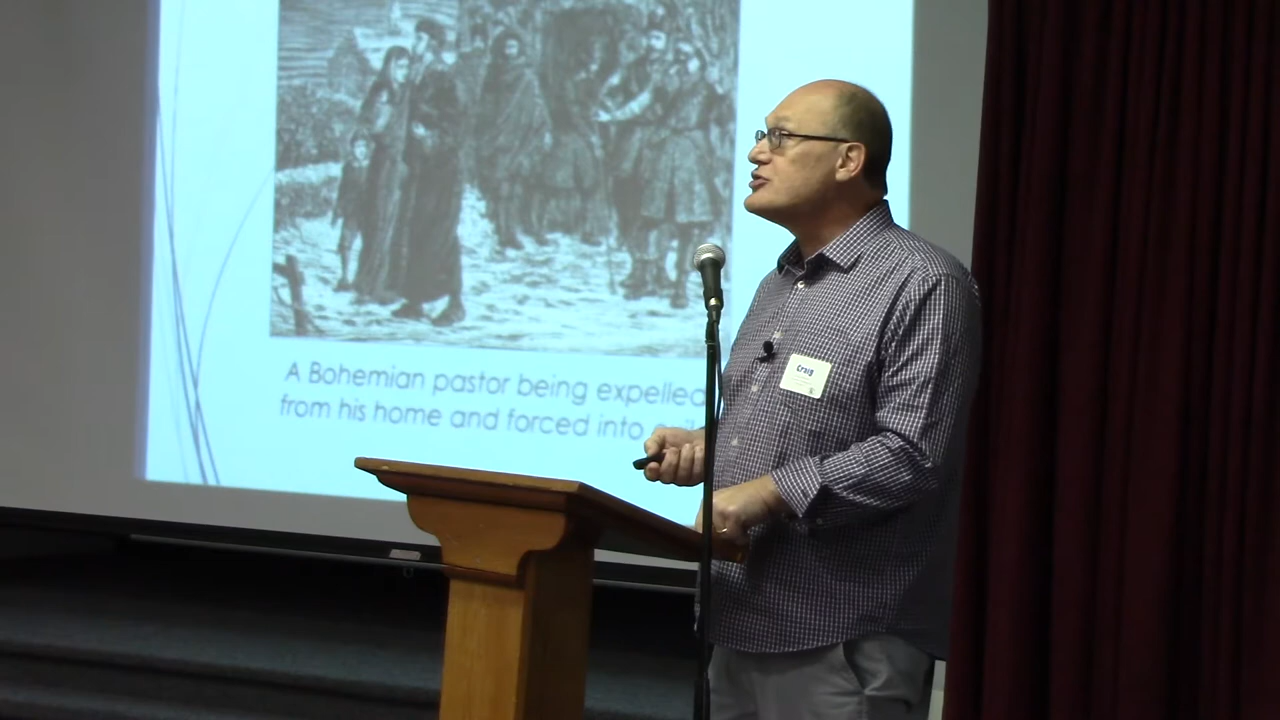 A Bohemian pastor being expelled
from his home and forced into
Craig